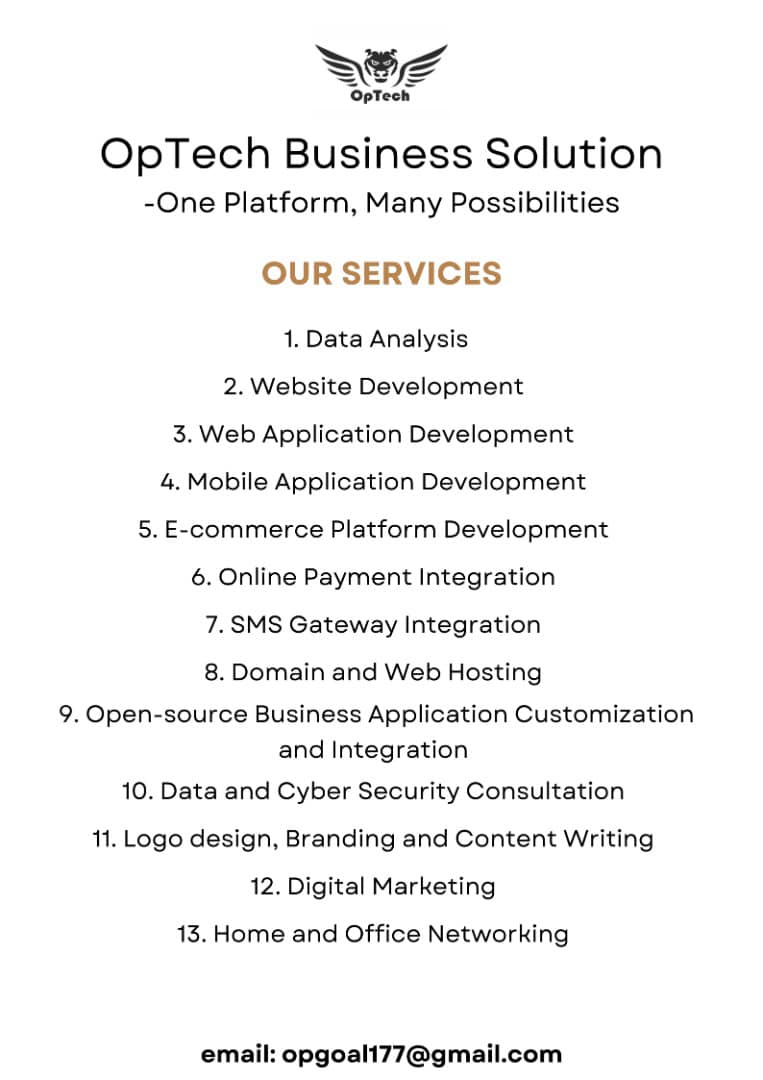 OpTech
OpTech Business Solution
-One Platform, Many Possibilities
OUR SERVICES
1. Data Analysis
2. Website Development
3. Web Application Development
4. Mobile Application Development
5. E-commerce Platform Development
6. Online Payment Integration
7. SMS Gateway Integration
8. Domain and Web Hosting
9. Open-source Business Application Customization
and Integration
10. Data and Cyber Security Consultation
11. Logo design, Branding and Content Writing
12. Digital Marketing
13. Home and Office Networking
email: opgoal177@gmail.com